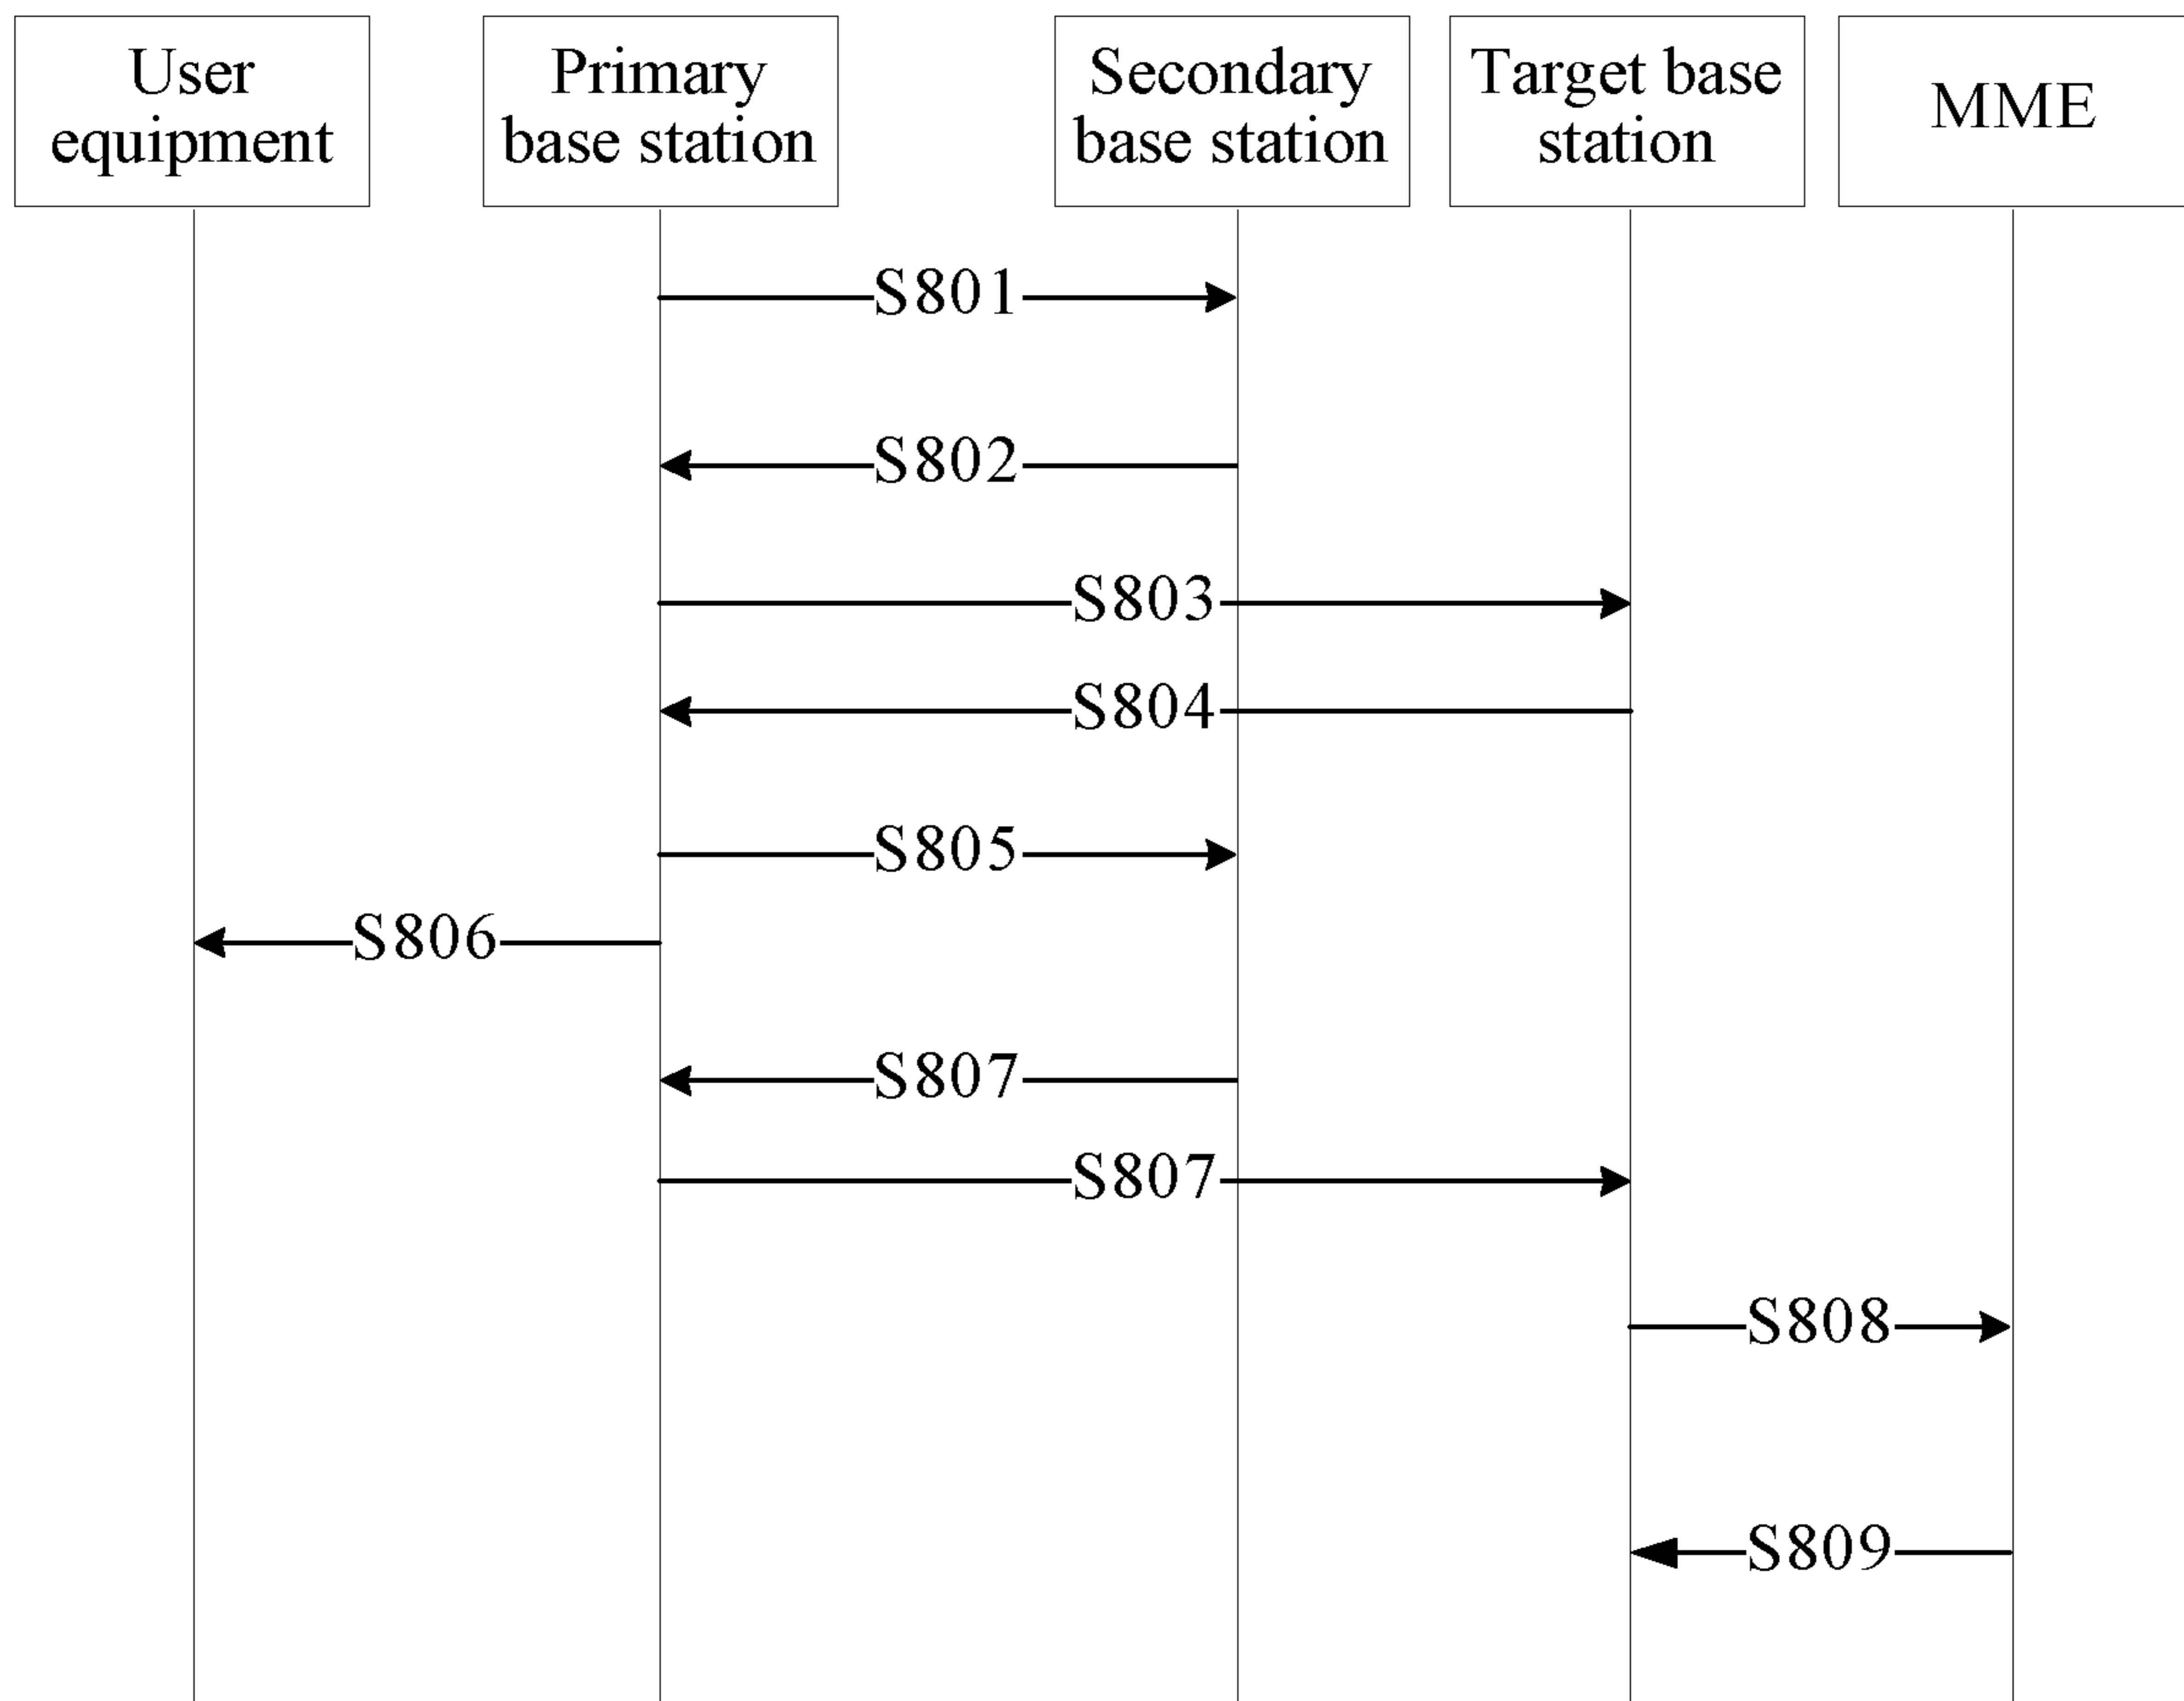 User
equipment
Primary
base station
Secondary
base station
Target base
station
MME
S801
S802
S803
S804
S805
S806
S807
S807
S808
S809